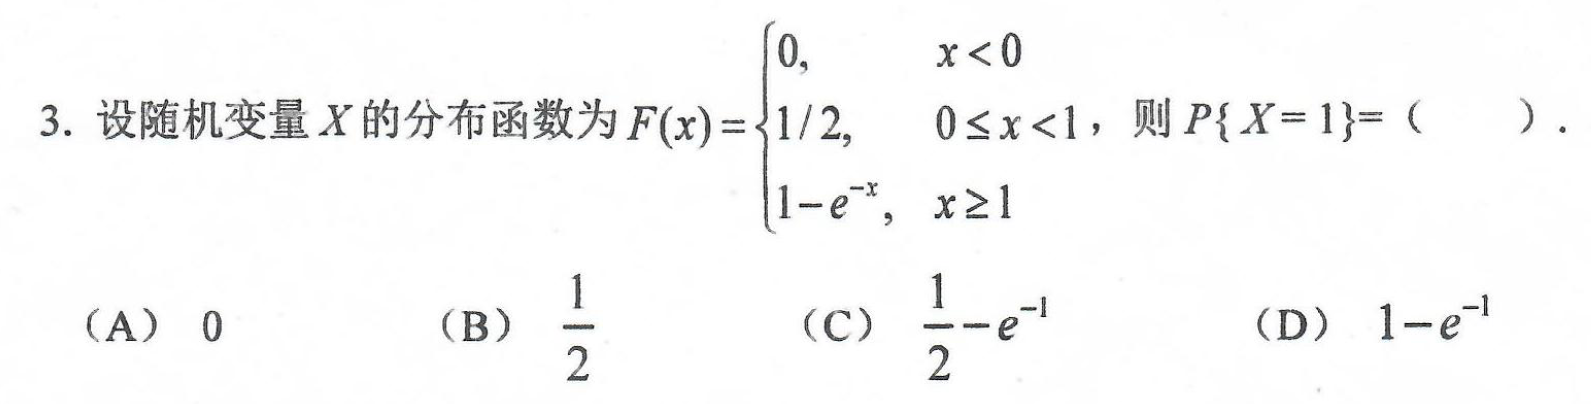 3. 设随机变量 X 的分布函数为 F(x) = { 0, x < 0
1/2, 0 ≤ x < 1, 则 P{ X = 1}= (  ).
1 − e^{−x}, x ≥ 1
(A) 0 (B) 1/2 (C) 1/2 − e^{−1} (D) 1 − e^{−1}